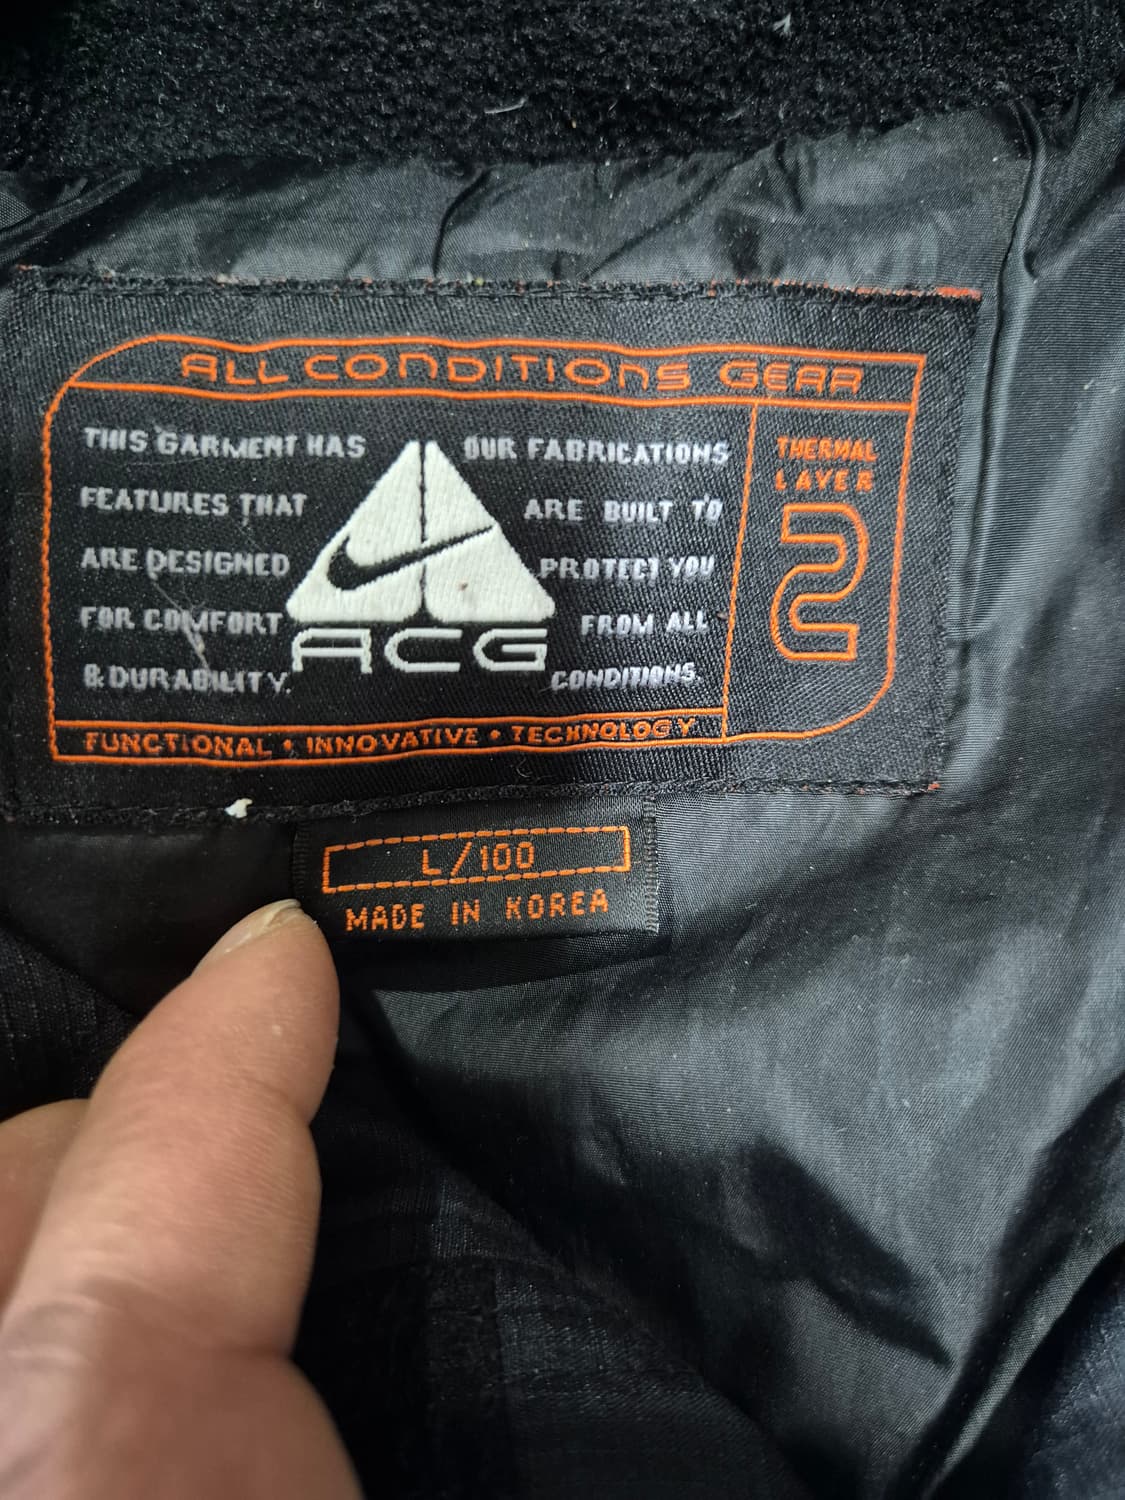 ALL CONDITIONS GEAR
THIS GARMENT HAS
FEATURES THAT
ARE DESIGNED
FOR COMFORT
& DURABILITY.
ACG
OUR FABRICATIONS
ARE BUILT TO
PROTECT YOU
FROM ALL
CONDITIONS.
THERMAL
LAYER
2
FUNCTIONAL • INNOVATIVE • TECHNOLOGY
L/100
MADE IN KOREA